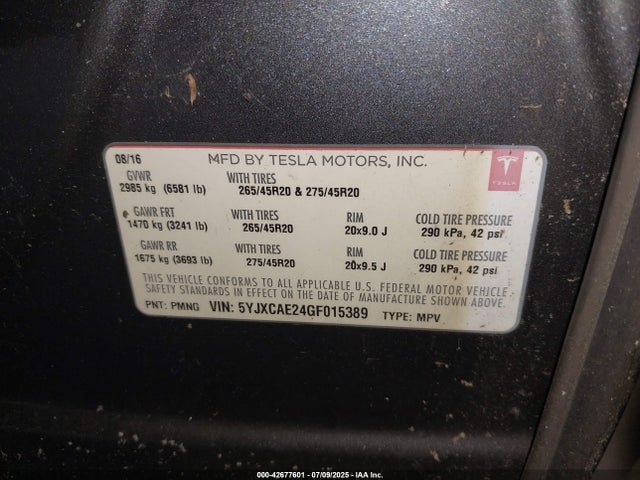 08/16 MFD BY TESLA MOTORS, INC.
TESLA
GVWR WITH TIRES
2985 kg (6581 lb) 265/45R20 & 275/45R20
GAWR FRT WITH TIRES RIM COLD TIRE PRESSURE
1470 kg (3241 lb) 265/45R20 20x9.0 J 290 kPa, 42 psi
GAWR RR WITH TIRES RIM COLD TIRE PRESSURE
1675 kg (3693 lb) 275/45R20 20x9.5 J 290 kPa, 42 psi
THIS VEHICLE CONFORMS TO ALL APPLICABLE U.S. FEDERAL MOTOR VEHICLE
SAFETY STANDARDS IN EFFECT ON THE DATE OF MANUFACTURE SHOWN ABOVE.
PNT: PMNG VIN: 5YJXCAE24GF015389 TYPE: MPV
000-42677601 - 07/09/2025 - IAA Inc.